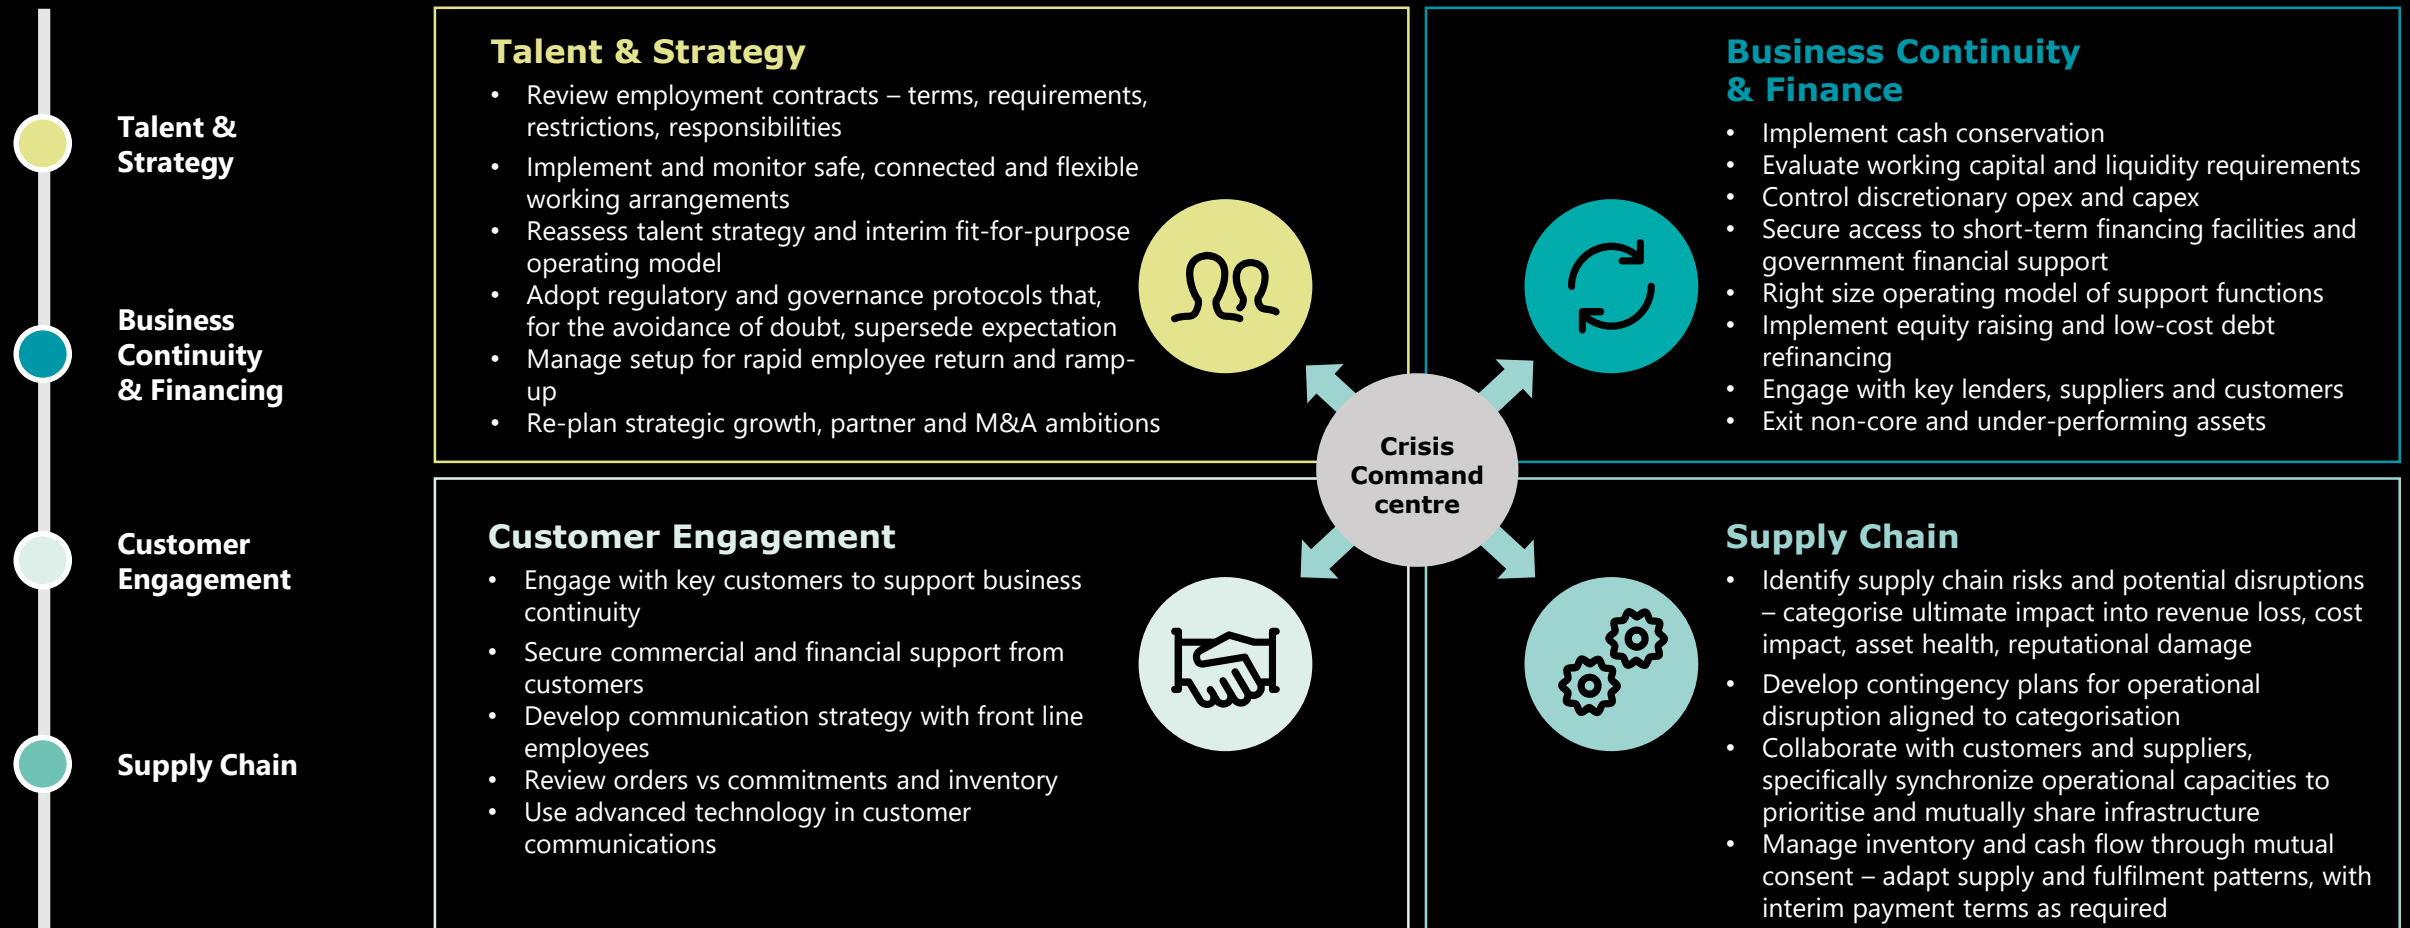 Talent &
Strategy
Business
Continuity
& Financing
Customer
Engagement
Supply Chain
Talent & Strategy
• Review employment contracts – terms, requirements,
restrictions, responsibilities
• Implement and monitor safe, connected and flexible
working arrangements
• Reassess talent strategy and interim fit-for-purpose
operating model
• Adopt regulatory and governance protocols that,
for the avoidance of doubt, supersede expectation
• Manage setup for rapid employee return and ramp-
up
• Re-plan strategic growth, partner and M&A ambitions
Business Continuity
& Finance
• Implement cash conservation
• Evaluate working capital and liquidity requirements
• Control discretionary opex and capex
• Secure access to short-term financing facilities and
government financial support
• Right size operating model of support functions
• Implement equity raising and low-cost debt
refinancing
• Engage with key lenders, suppliers and customers
• Exit non-core and under-performing assets
Crisis
Command
centre
Customer Engagement
• Engage with key customers to support business
continuity
• Secure commercial and financial support from
customers
• Develop communication strategy with front line
employees
• Review orders vs commitments and inventory
• Use advanced technology in customer
communications
Supply Chain
• Identify supply chain risks and potential disruptions
– categorise ultimate impact into revenue loss, cost
impact, asset health, reputational damage
• Develop contingency plans for operational
disruption aligned to categorisation
• Collaborate with customers and suppliers,
specifically synchronize operational capacities to
prioritise and mutually share infrastructure
• Manage inventory and cash flow through mutual
consent – adapt supply and fulfilment patterns, with
interim payment terms as required